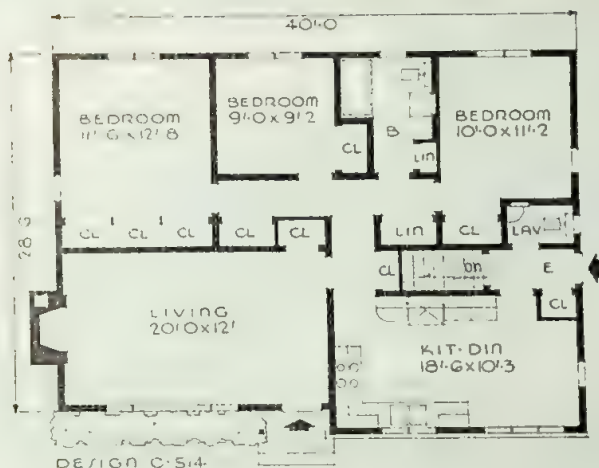 40'-0
BEDROOM
11'-6 x 12'-8
BEDROOM
9'-0 x 9'-2
B
BEDROOM
10'-0 x 11'-2
CL
LIN
CL
CL
CL
CL
CL
LIN
CL
LAV
CL
bn
E
CL
LIVING
20'-0 x 12'
KIT-DIN
18'-6 x 10'-3
DESIGN C-514